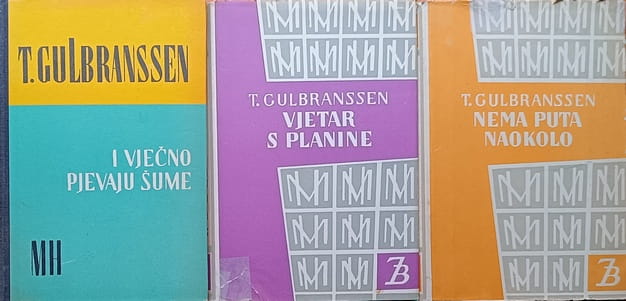 T. GULBRANSSEN
I VJEČNO
PJEVAJU ŠUME
MH
T. GULBRANSSEN
VJETAR
S PLANINE
ZB
T. GULBRANSSEN
NEMA PUTA
NAOKOLO
ZB